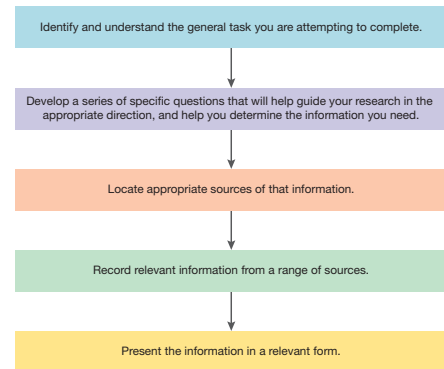 Identify and understand the general task you are attempting to complete.
Develop a series of specific questions that will help guide your research in the
appropriate direction, and help you determine the information you need.
Locate appropriate sources of that information.
Record relevant information from a range of sources.
Present the information in a relevant form.